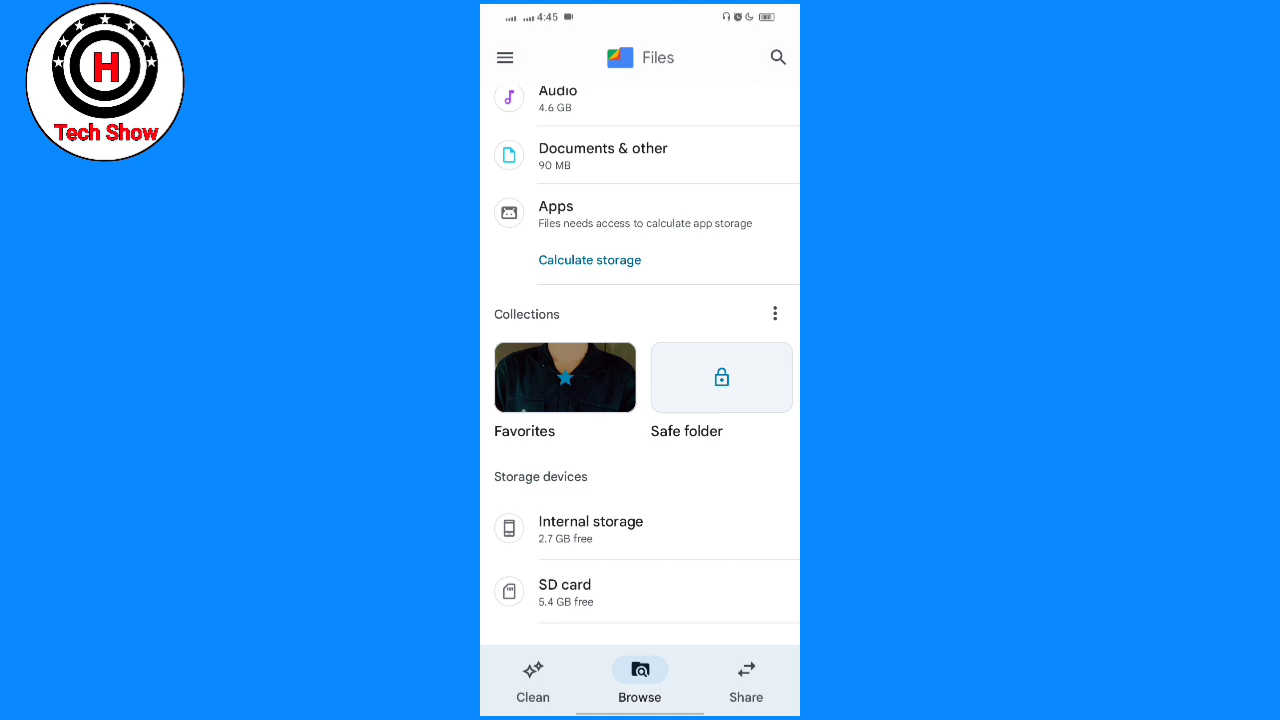 H
Tech Show
4:45
Files
Audio
4.6 GB
Documents & other
90 MB
Apps
Files needs access to calculate app storage
Calculate storage
Collections
Favorites
Safe folder
Storage devices
Internal storage
2.7 GB free
SD card
5.4 GB free
Clean
Browse
Share